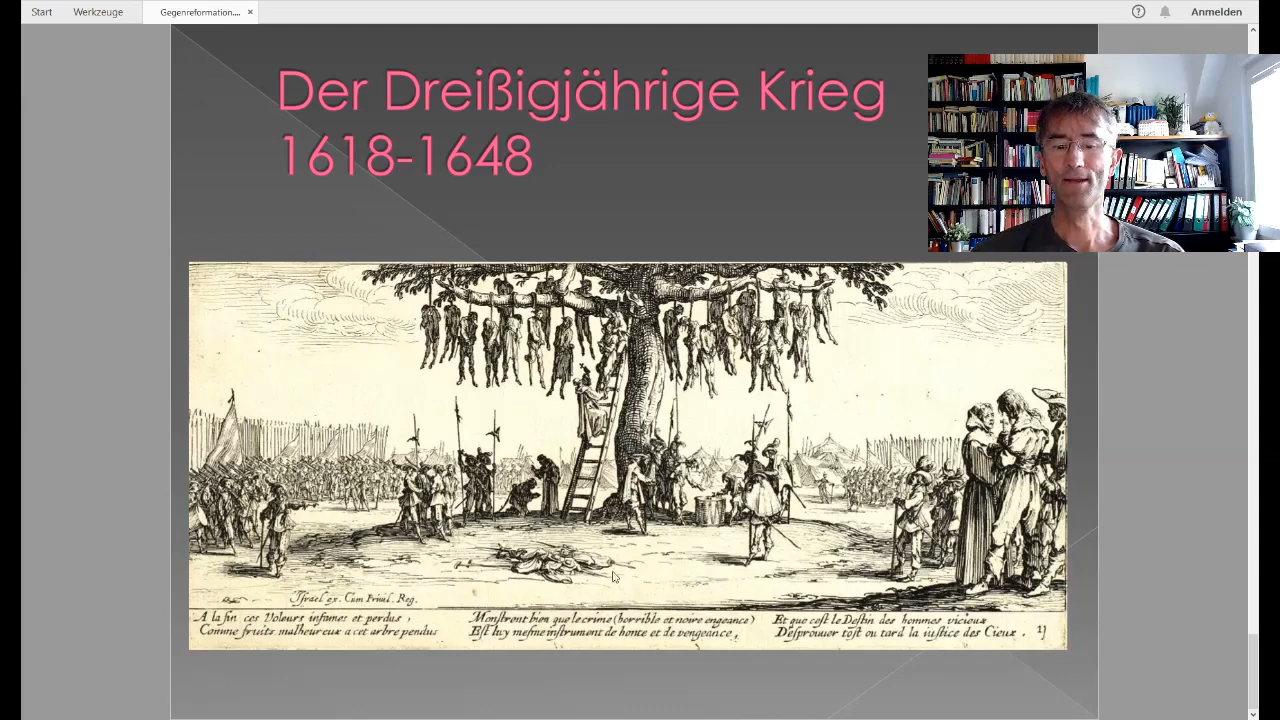 Start
Werkzeuge
Gegenreformation....
Anmelden
Der Dreißigjährige Krieg
1618-1648
Israel ex. Cum Privil. Reg.
A la fin ces Voleurs infames et perdus,
Comme fruits malheureux a cet arbre pendus
Monstrent bien que le crime (horrible et noire engeance)
Est luy mesme instrument de honte et de vengeance,
Et que cest le Destin des hommes vicieux
Desprouver tost ou tard la iustice des Cieux.
11